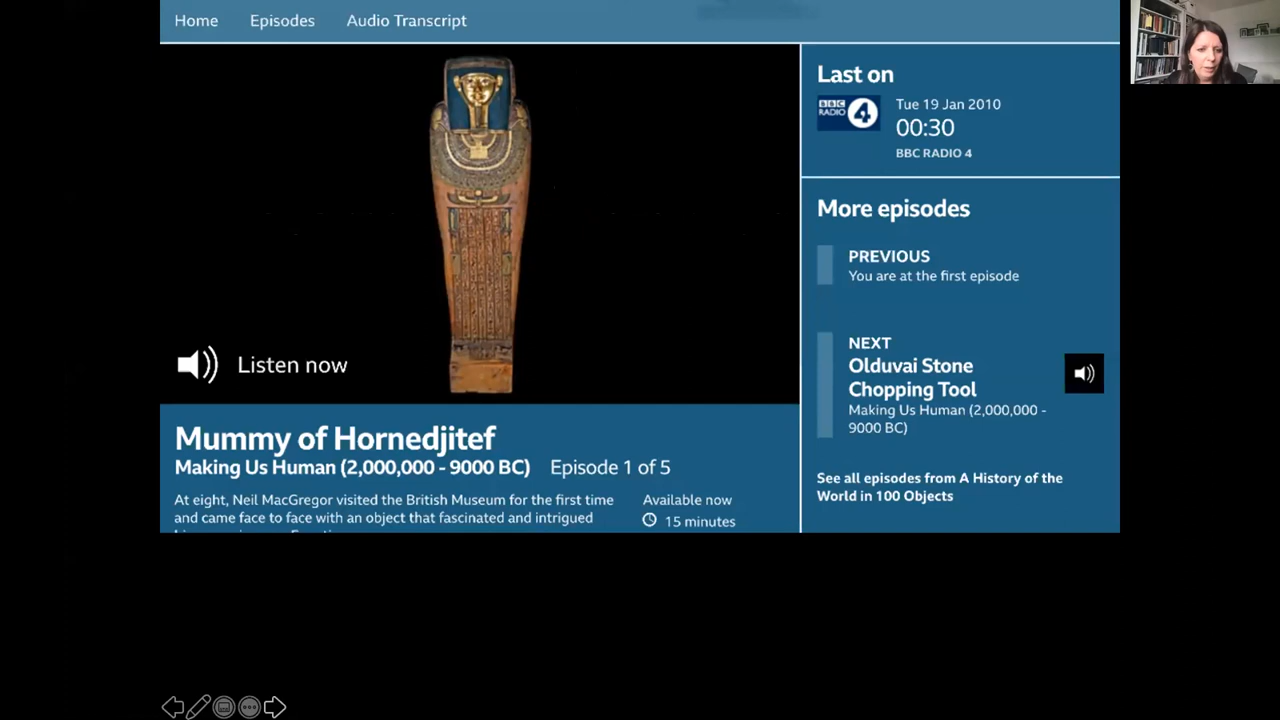 Home Episodes Audio Transcript
Listen now
Mummy of Hornedjitef
Making Us Human (2,000,000 - 9000 BC) Episode 1 of 5
At eight, Neil MacGregor visited the British Museum for the first time
and came face to face with an object that fascinated and intrigued
Available now
15 minutes
Last on
BBC RADIO 4
Tue 19 Jan 2010
00:30
BBC RADIO 4
More episodes
PREVIOUS
You are at the first episode
NEXT
Olduvai Stone
Chopping Tool
Making Us Human (2,000,000 -
9000 BC)
See all episodes from A History of the
World in 100 Objects